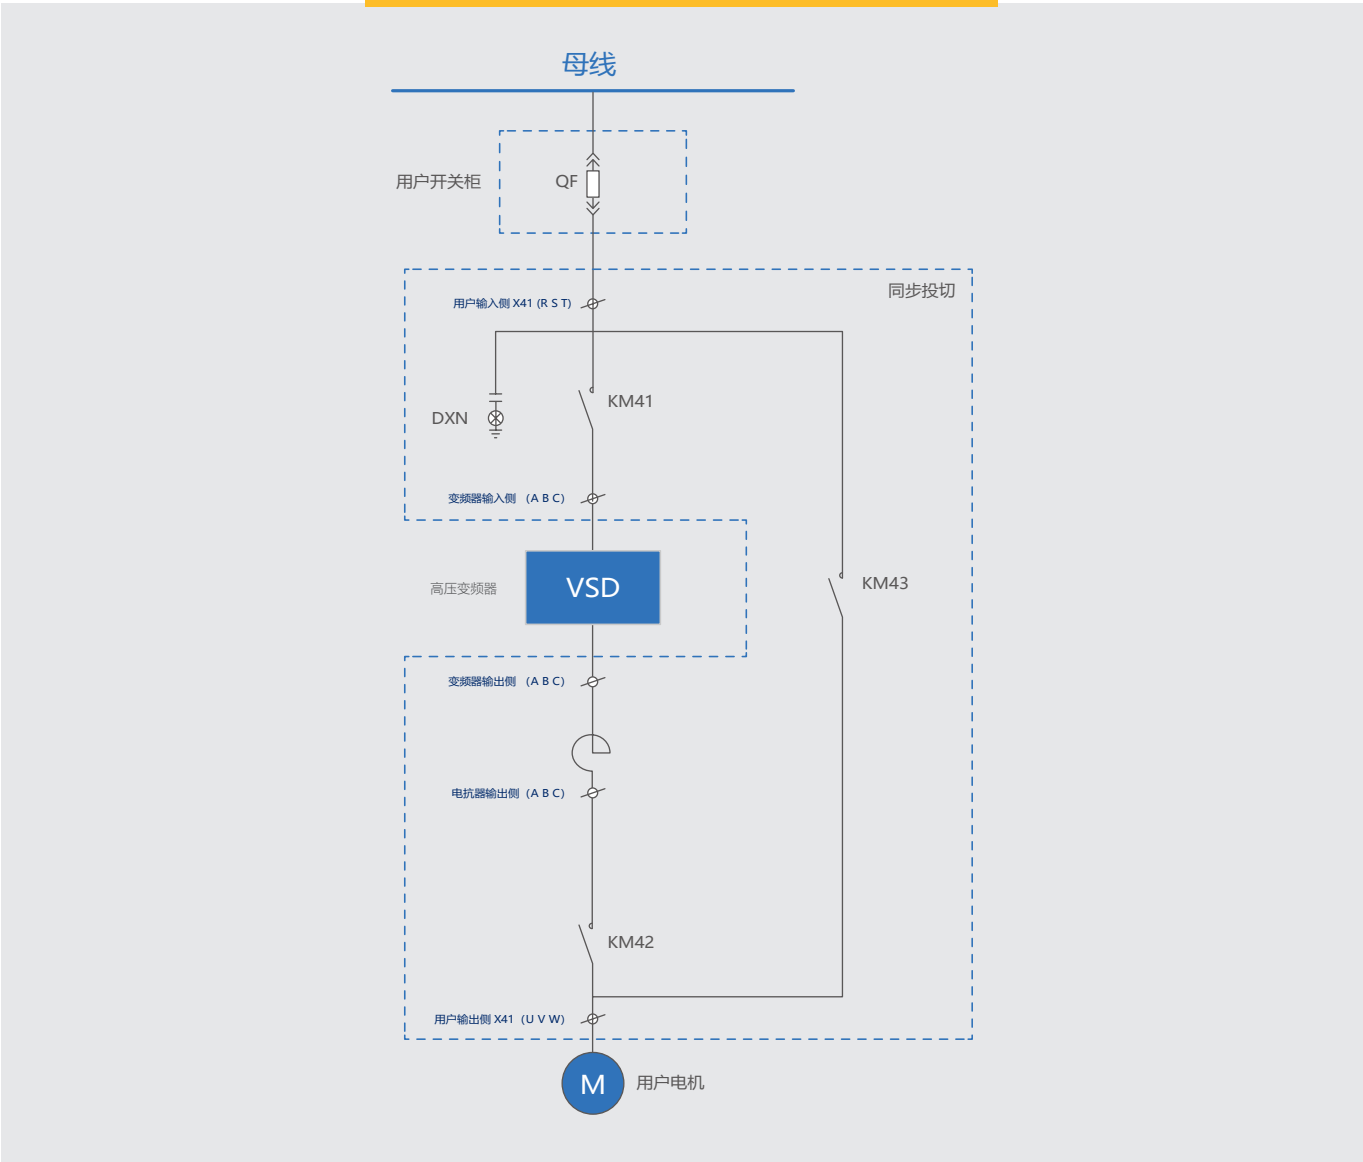 母线
用户开关柜
QF
同步投切
用户输入侧 X41 (R S T)
KM41
DXN
变频器输入侧 (A B C)
高压变频器
VSD
KM43
变频器输出侧 (A B C)
电抗器输出侧 (A B C)
KM42
用户输出侧 X41 (U V W)
M
用户电机